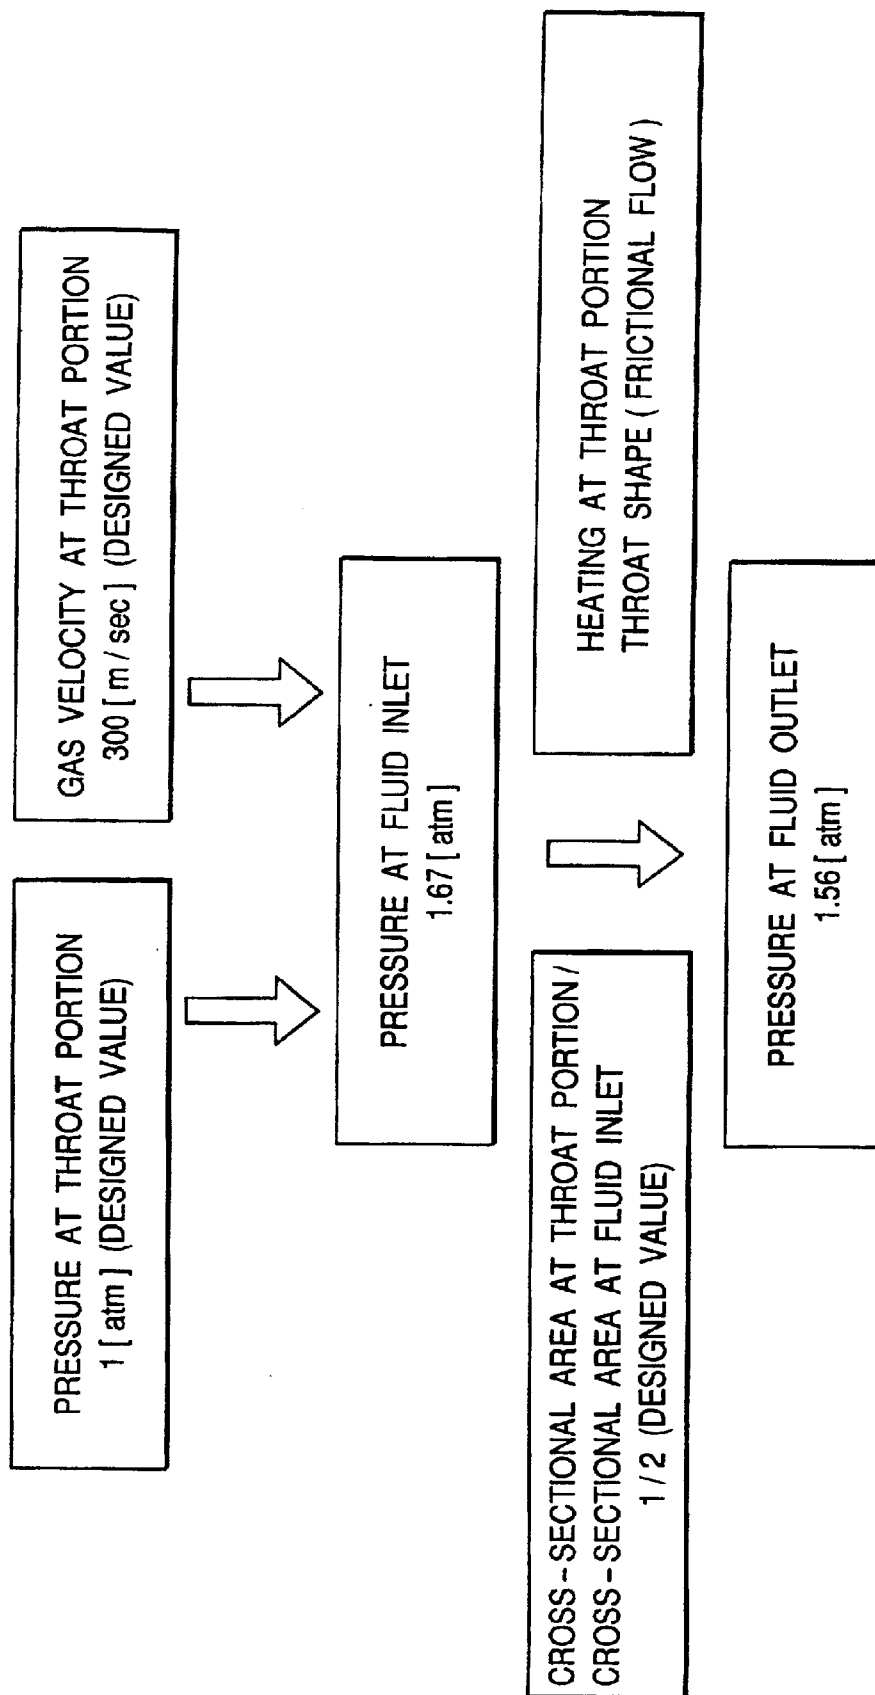 PRESSURE AT THROAT PORTION
1 [ atm ] (DESIGNED VALUE)
GAS VELOCITY AT THROAT PORTION
300 [ m / sec ] (DESIGNED VALUE)
PRESSURE AT FLUID INLET
1.67 [ atm ]
CROSS-SECTIONAL AREA AT THROAT PORTION /
CROSS-SECTIONAL AREA AT FLUID INLET
1 / 2 (DESIGNED VALUE)
HEATING AT THROAT PORTION
THROAT SHAPE ( FRICTIONAL FLOW )
PRESSURE AT FLUID OUTLET
1.56 [ atm ]